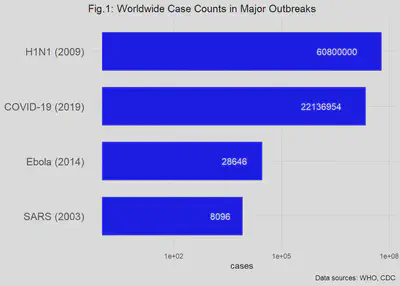 Fig.1: Worldwide Case Counts in Major Outbreaks
H1N1 (2009)
60800000
COVID-19 (2019)
22136954
Ebola (2014)
28646
SARS (2003)
8096
1e+02
1e+05
1e+08
cases
Data sources: WHO, CDC